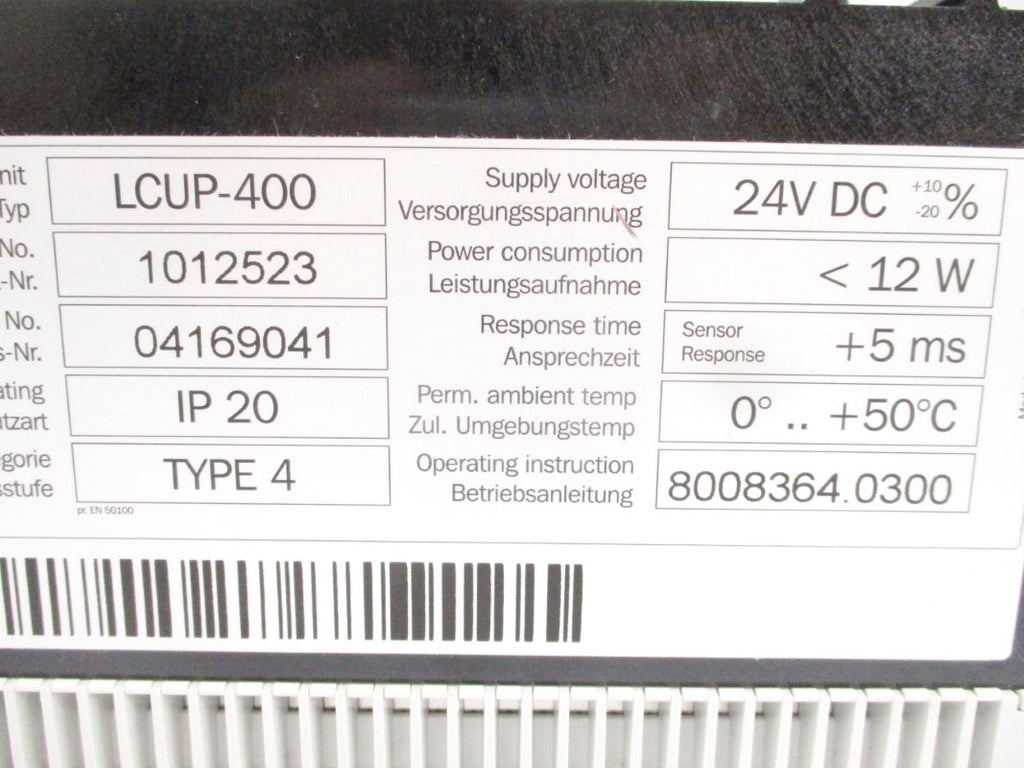 nit
Typ
LCUP-400
No.
-Nr.
1012523
No.
s-Nr.
04169041
ating
tzart
IP 20
gorie
sstufe
TYPE 4
pr. EN 50100
Supply voltage
Versorgungsspannung
24V DC +10 -20 %
Power consumption
Leistungsaufnahme
< 12 W
Response time
Ansprechzeit
Sensor
Response
+5 ms
Perm. ambient temp
Zul. Umgebungstemp
0° .. +50°C
Operating instruction
Betriebsanleitung
8008364.0300